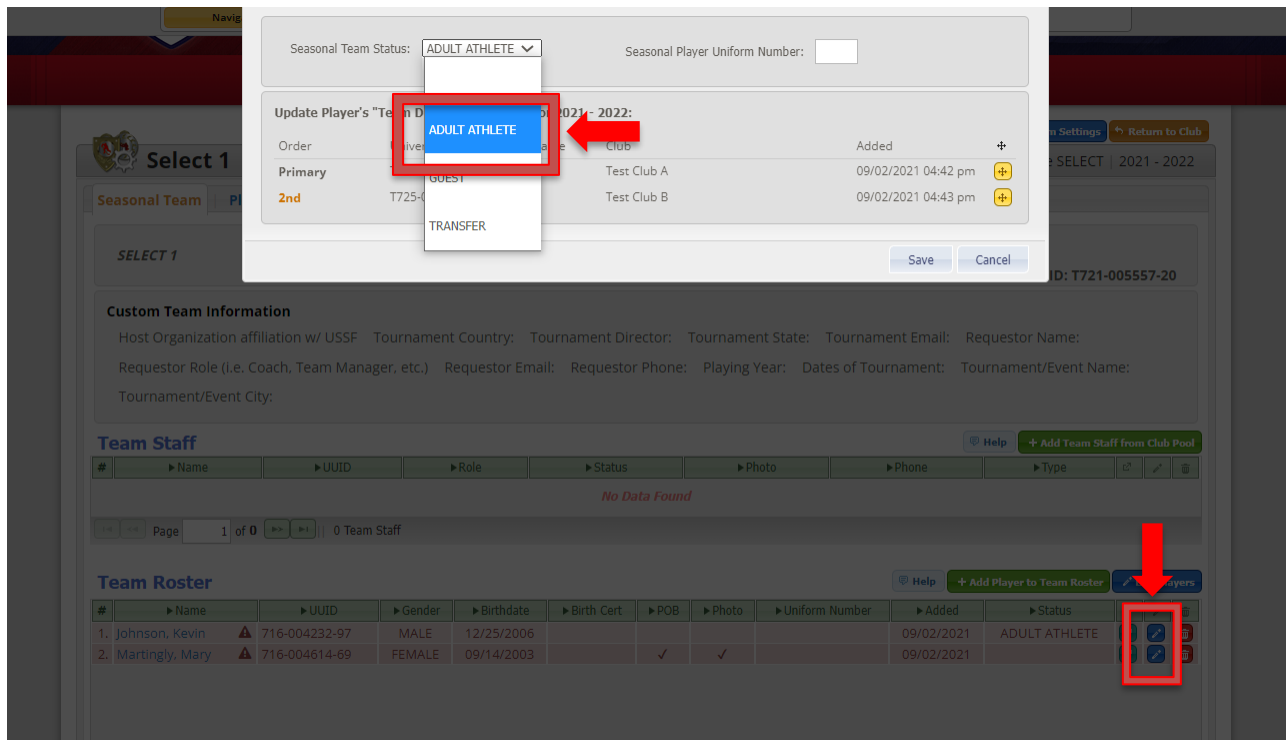 Navig
Seasonal Team Status: ADULT ATHLETE Seasonal Player Uniform Number:
ADULT ATHLETE
GUEST
TRANSFER
Update Player's "Team D 2021 - 2022:
Order Univer Club Added
Primary Test Club A 09/02/2021 04:42 pm
2nd T725- Test Club B 09/02/2021 04:43 pm
Save Cancel
Settings Return to Club
Select 1 SELECT | 2021 - 2022
Seasonal Team Pl
SELECT 1
ID: T721-005557-20
Custom Team Information
Host Organization affiliation w/ USSF Tournament Country: Tournament Director: Tournament State: Tournament Email: Requestor Name:
Requestor Role (i.e. Coach, Team Manager, etc.) Requestor Email: Requestor Phone: Playing Year: Dates of Tournament: Tournament/Event Name:
Tournament/Event City:
Team Staff Help + Add Team Staff from Club Pool
# Name UUID Role Status Photo Phone Type
No Data Found
Page 1 of 0 || 0 Team Staff
Team Roster Help + Add Player to Team Roster
# Name UUID Gender Birthdate Birth Cert POB Photo Uniform Number Added Status
1. Johnson, Kevin 716-004232-97 MALE 12/25/2006 09/02/2021 ADULT ATHLETE
2. Martingly, Mary 716-004614-69 FEMALE 09/14/2003 ✓ ✓ 09/02/2021